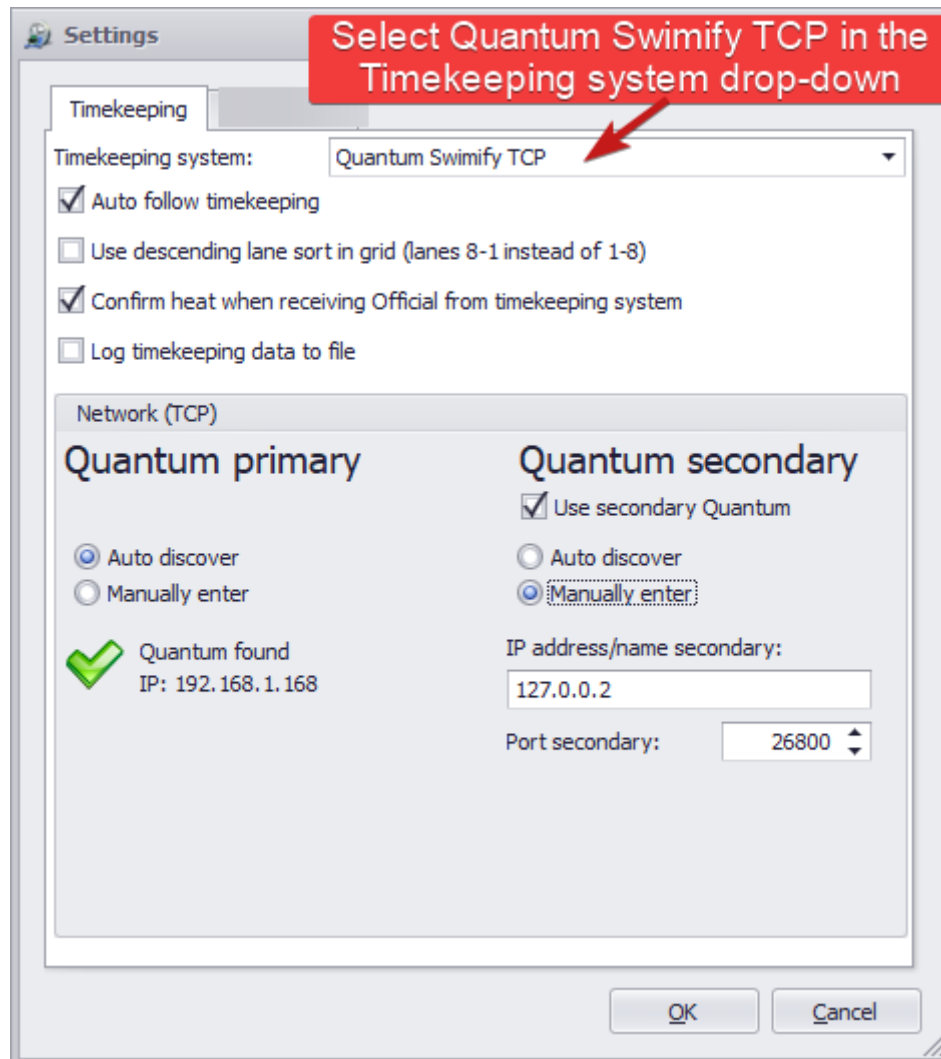 Settings
Select Quantum Swimify TCP in the
Timekeeping system drop-down
Timekeeping
Timekeeping system:
Quantum Swimify TCP
Auto follow timekeeping
Use descending lane sort in grid (lanes 8-1 instead of 1-8)
Confirm heat when receiving Official from timekeeping system
Log timekeeping data to file
Network (TCP)
Quantum primary
Auto discover
Manually enter
Quantum found
IP: 192.168.1.168
Quantum secondary
Use secondary Quantum
Auto discover
Manually enter
IP address/name secondary:
127.0.0.2
Port secondary:
26800
OK
Cancel